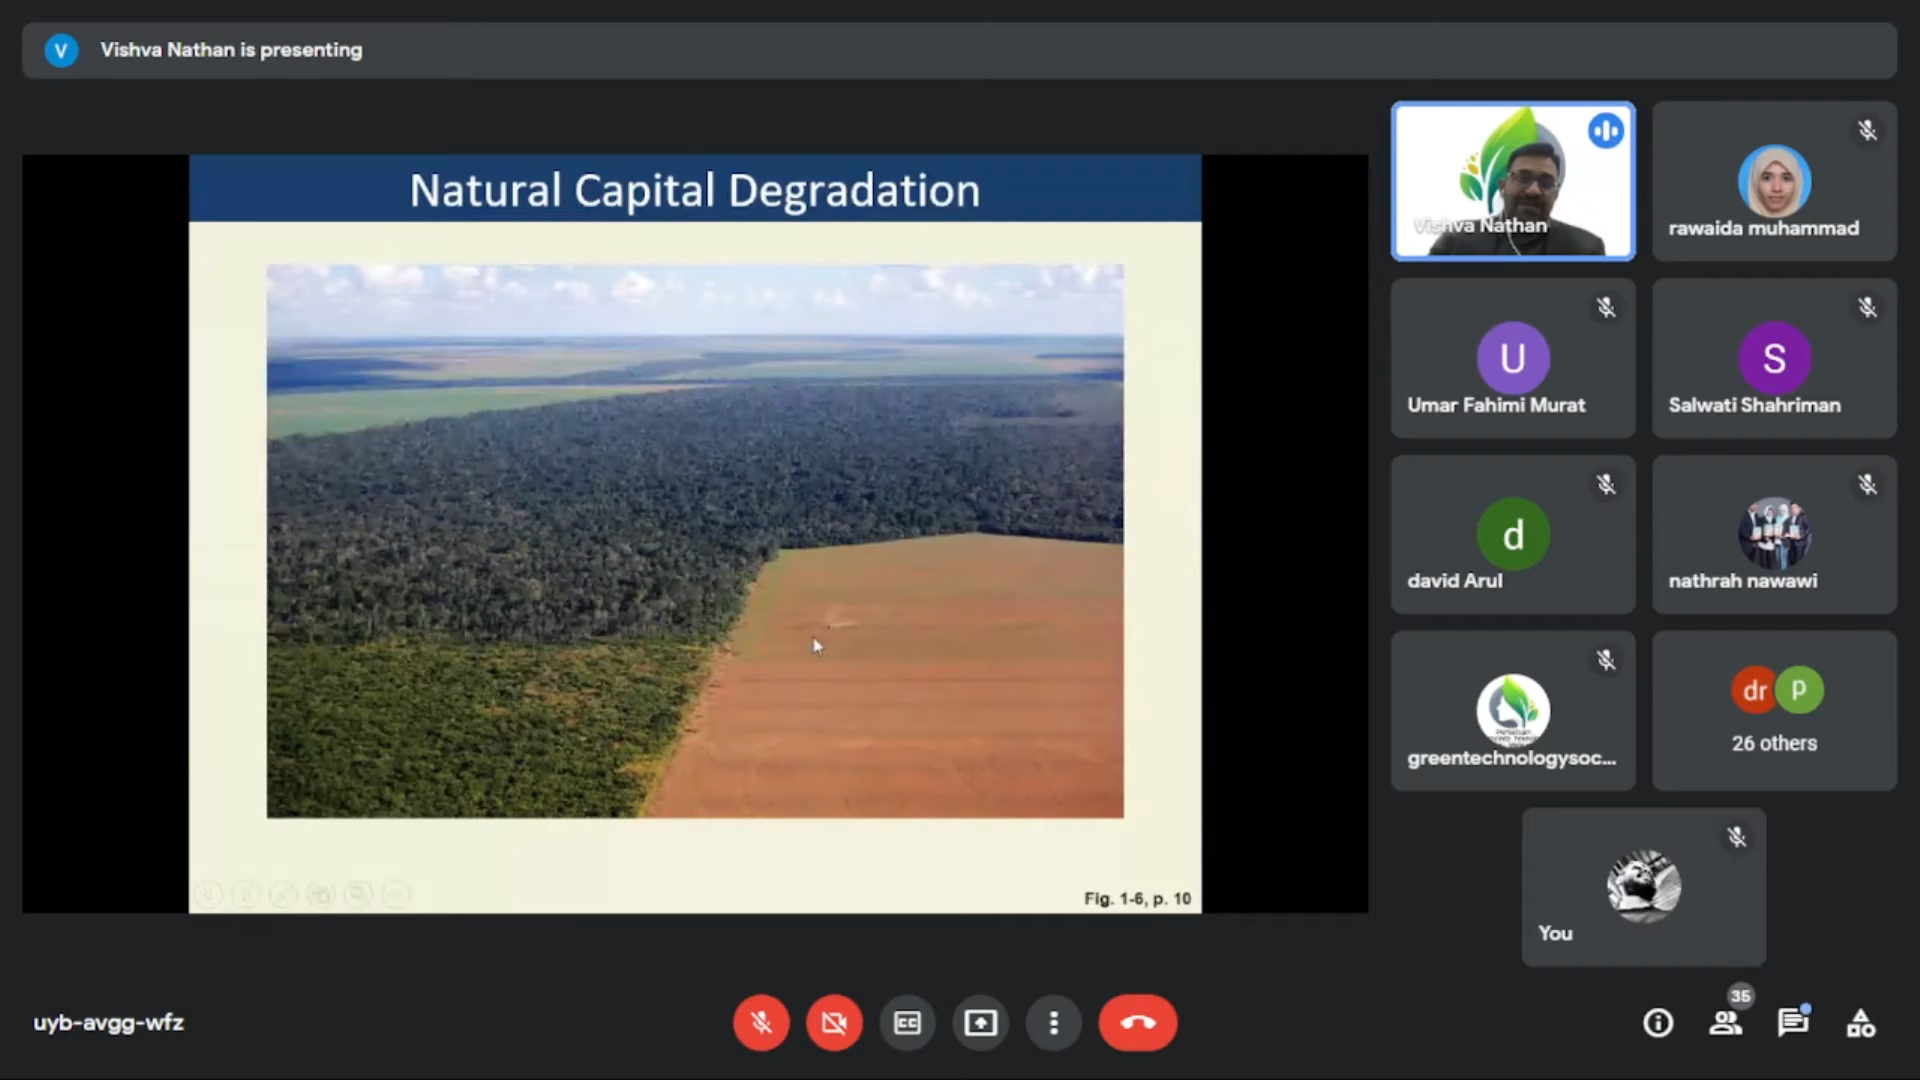 V
Vishva Nathan is presenting
Natural Capital Degradation
Fig. 1-6, p. 10
Vishva Nathan
rawaida muhammad
U
Umar Fahimi Murat
S
Salwati Shahriman
d
david Arul
nathrah nawawi
greentechnologysoc...
dr
p
26 others
You
uyb-avgg-wfz
CC
35